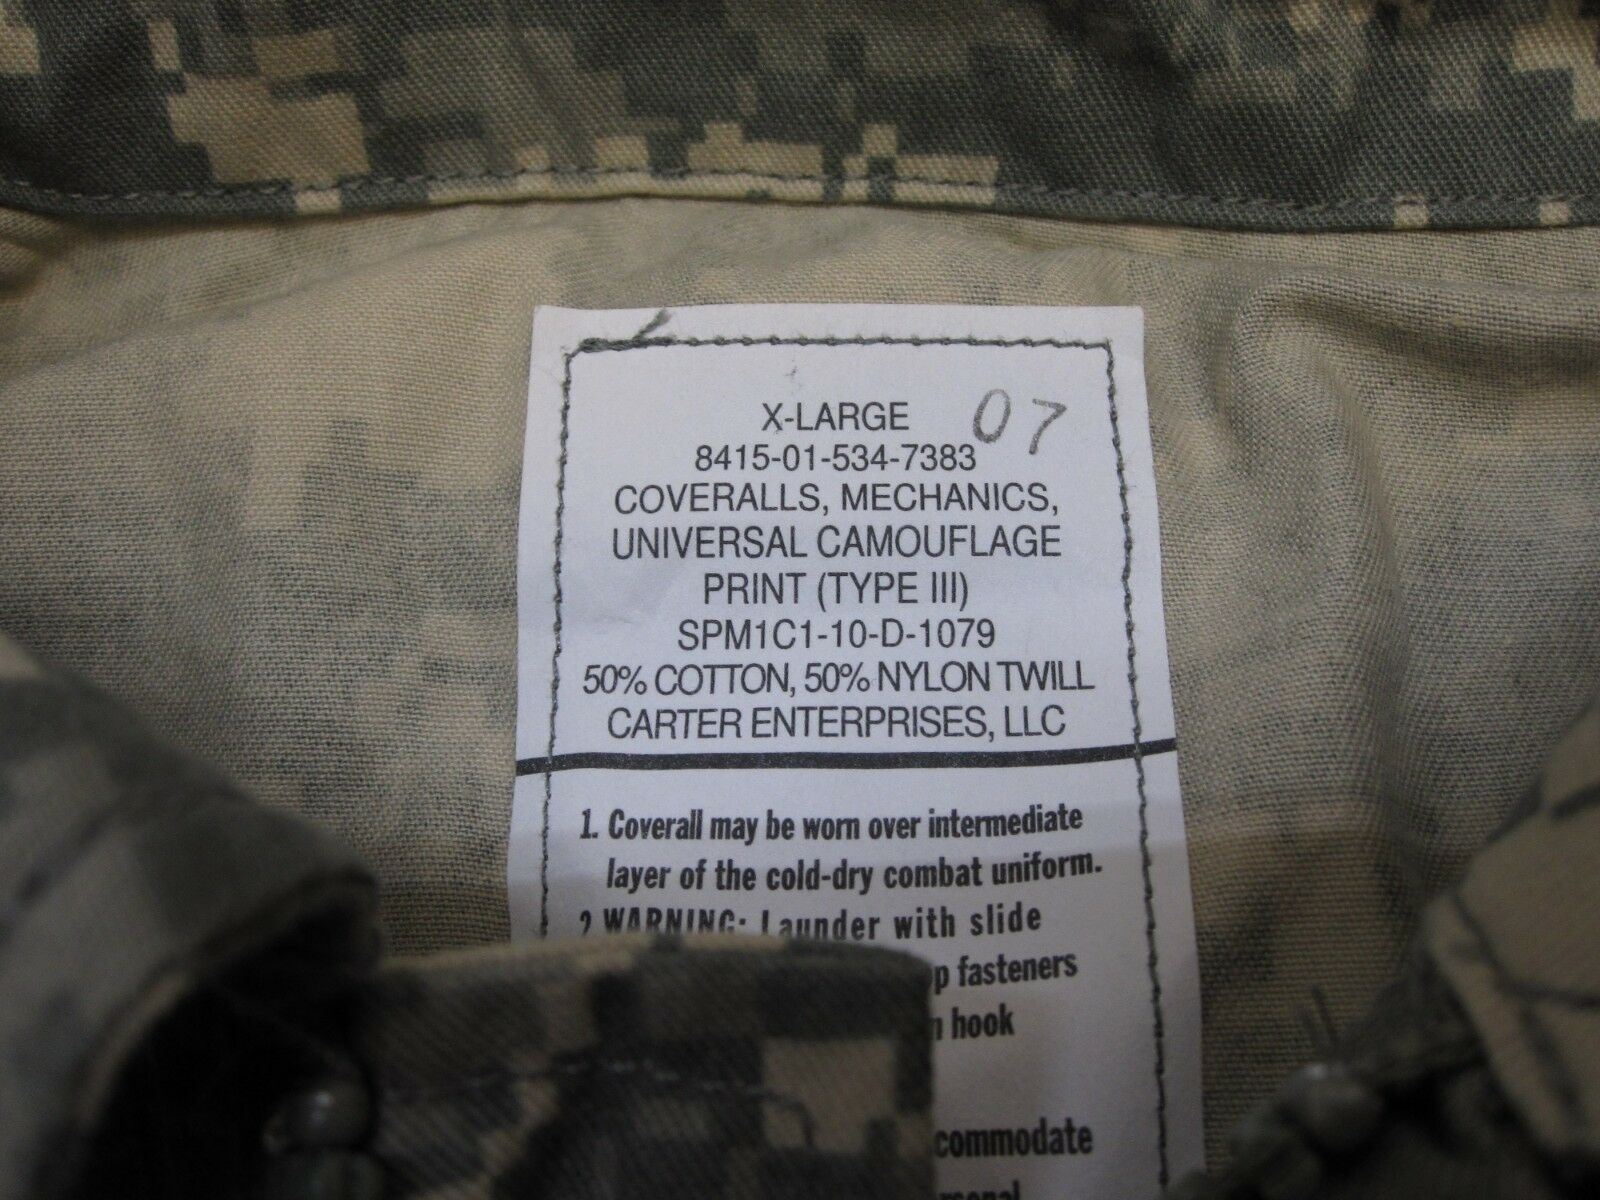 X-LARGE 07
8415-01-534-7383
COVERALLS, MECHANICS,
UNIVERSAL CAMOUFLAGE
PRINT (TYPE III)
SPM1C1-10-D-1079
50% COTTON, 50% NYLON TWILL
CARTER ENTERPRISES, LLC
1. Coverall may be worn over intermediate
layer of the cold-dry combat uniform.
2 WARNING: Launder with slide
fasteners
hook